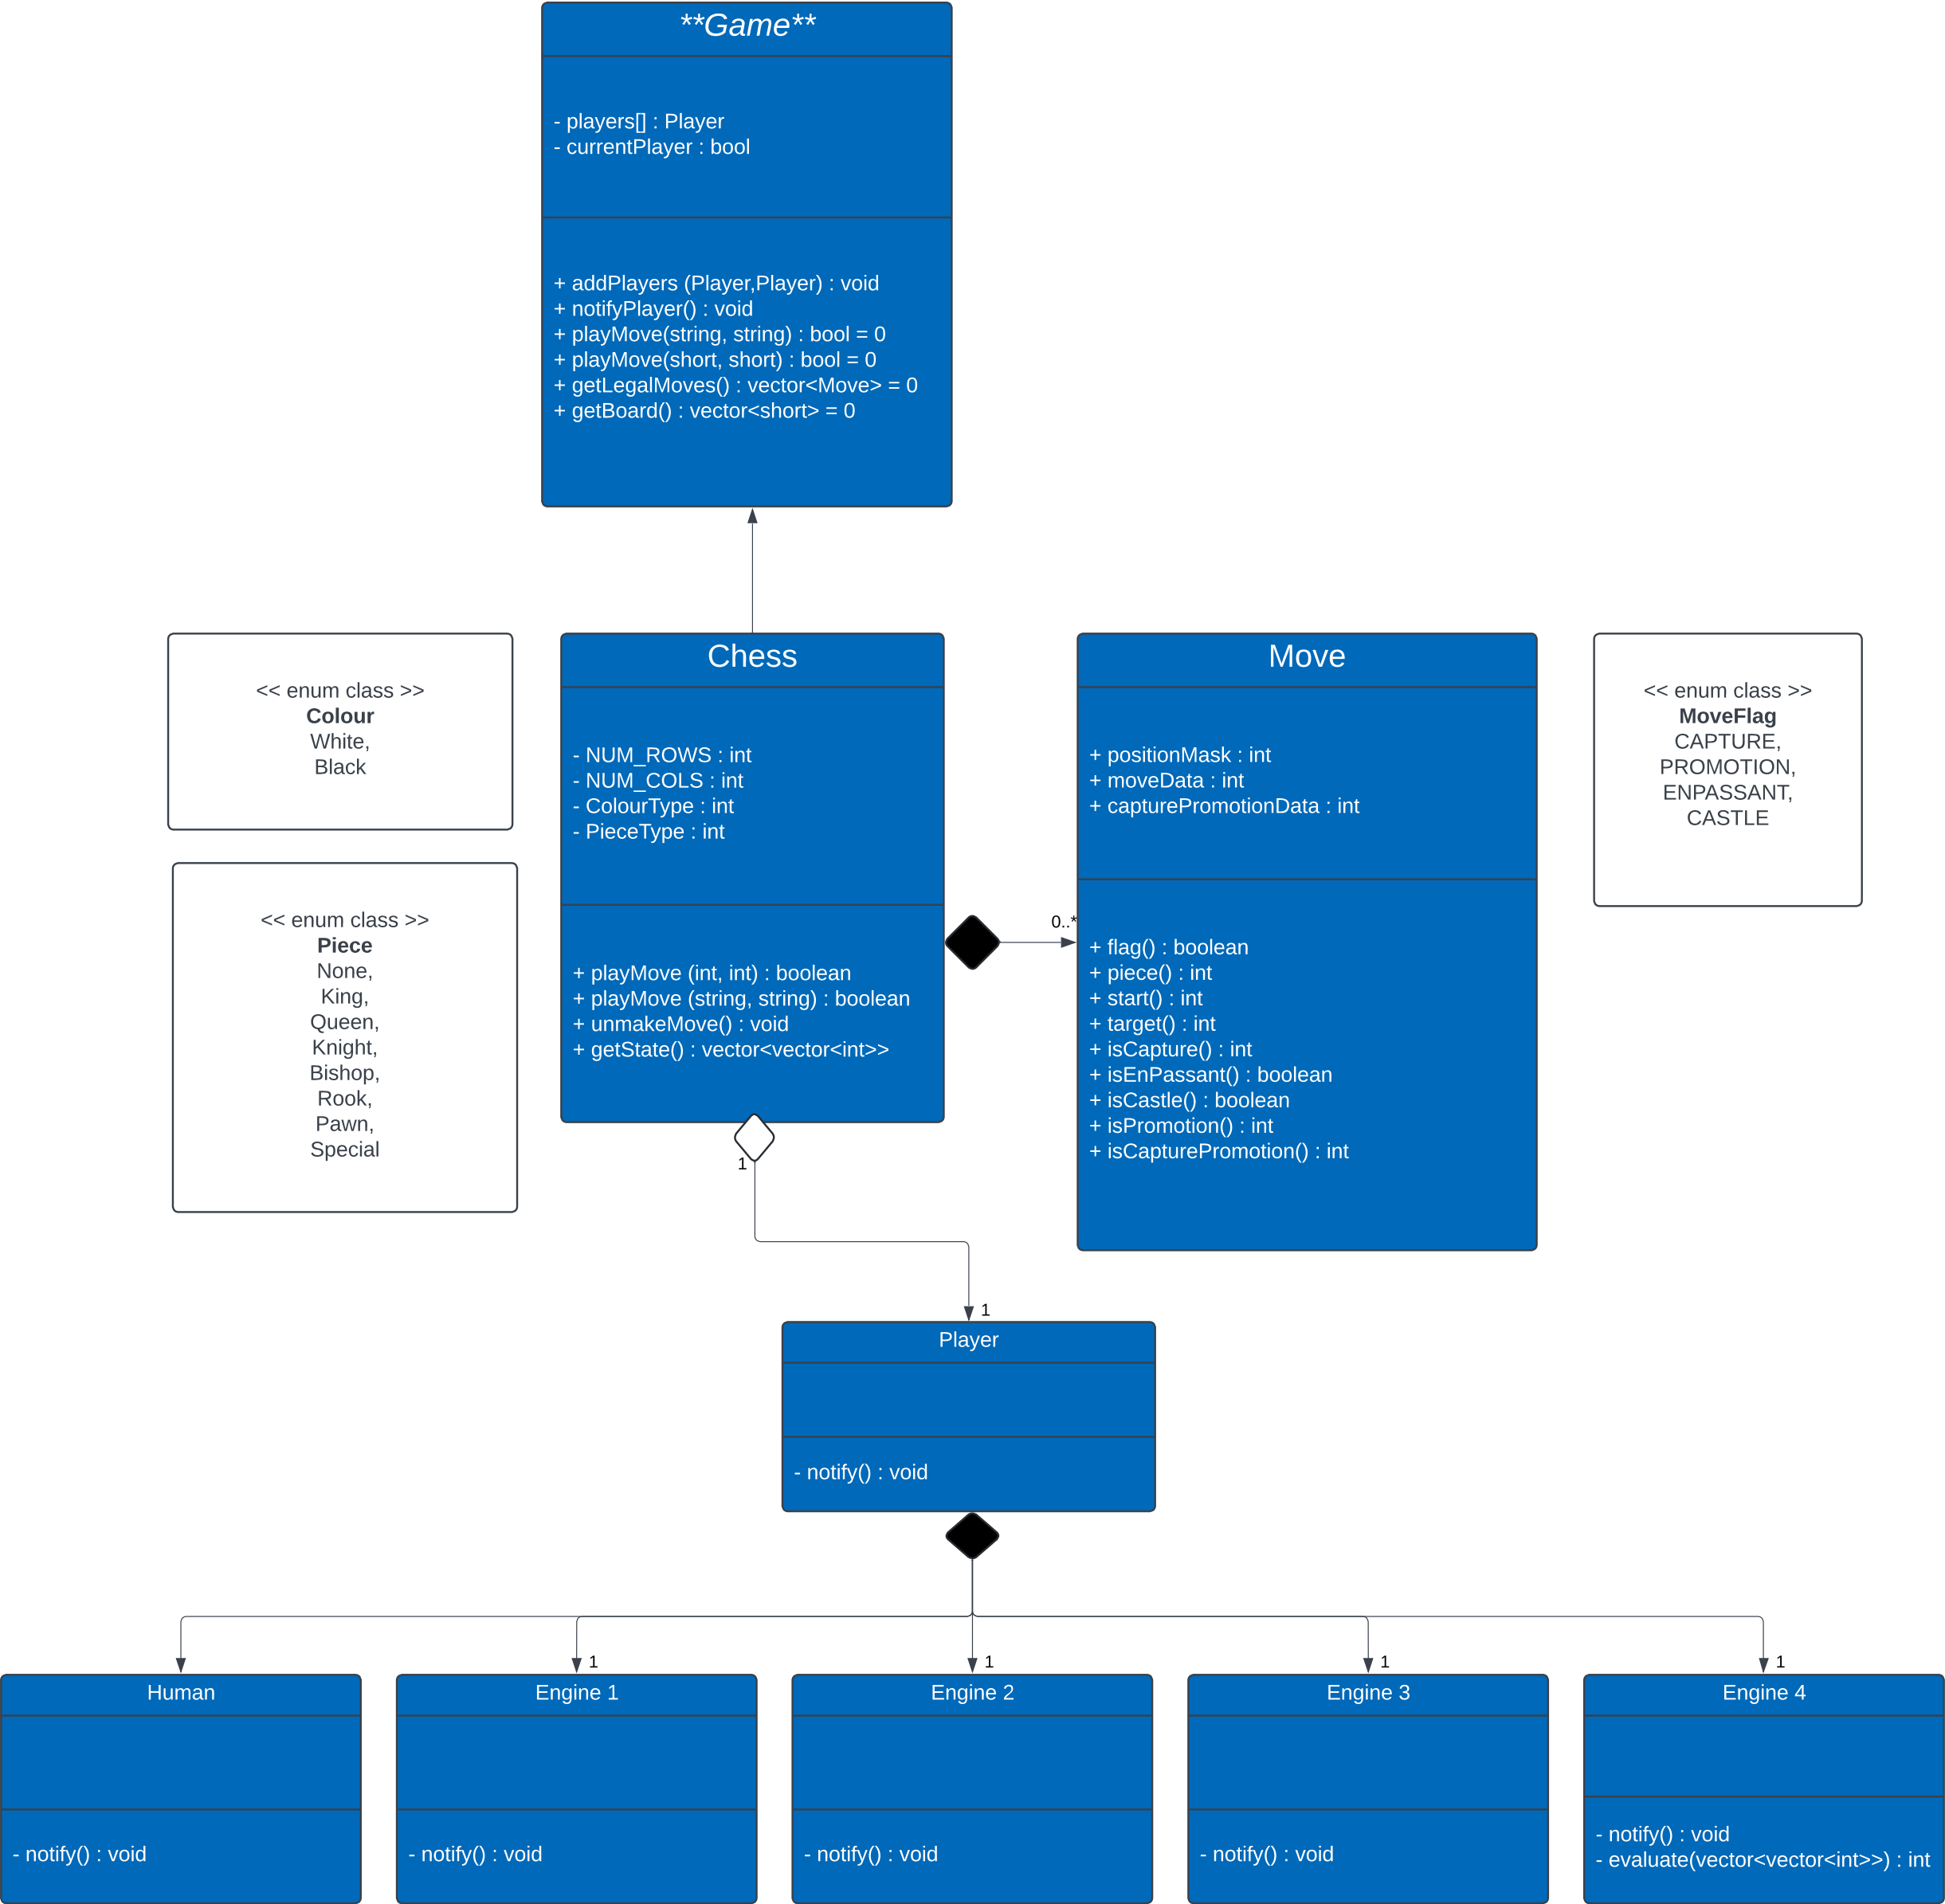 **Game**
- players[] : Player
- currentPlayer : bool
+ addPlayers (Player,Player) : void
+ notifyPlayer() : void
+ playMove(string, string) : bool = 0
+ playMove(short, short) : bool = 0
+ getLegalMoves() : vector<Move> = 0
+ getBoard() : vector<short> = 0
<< enum class >>
Colour
White,
Black
<< enum class >>
Piece
None,
King,
Queen,
Knight,
Bishop,
Rook,
Pawn,
Special
Chess
- NUM_ROWS : int
- NUM_COLS : int
- ColourType : int
- PieceType : int
+ playMove (int, int) : boolean
+ playMove (string, string) : boolean
+ unmakeMove() : void
+ getState() : vector<vector<int>>
0..*
Move
+ positionMask : int
+ moveData : int
+ capturePromotionData : int
+ flag() : boolean
+ piece() : int
+ start() : int
+ target() : int
+ isCapture() : int
+ isEnPassant() : boolean
+ isCastle() : boolean
+ isPromotion() : int
+ isCapturePromotion() : int
<< enum class >>
MoveFlag
CAPTURE,
PROMOTION,
ENPASSANT,
CASTLE
1
1
Player
- notify() : void
Human
- notify() : void
1
Engine 1
- notify() : void
1
Engine 2
- notify() : void
1
Engine 3
- notify() : void
1
Engine 4
- notify() : void
- evaluate(vector<vector<int>>) : int